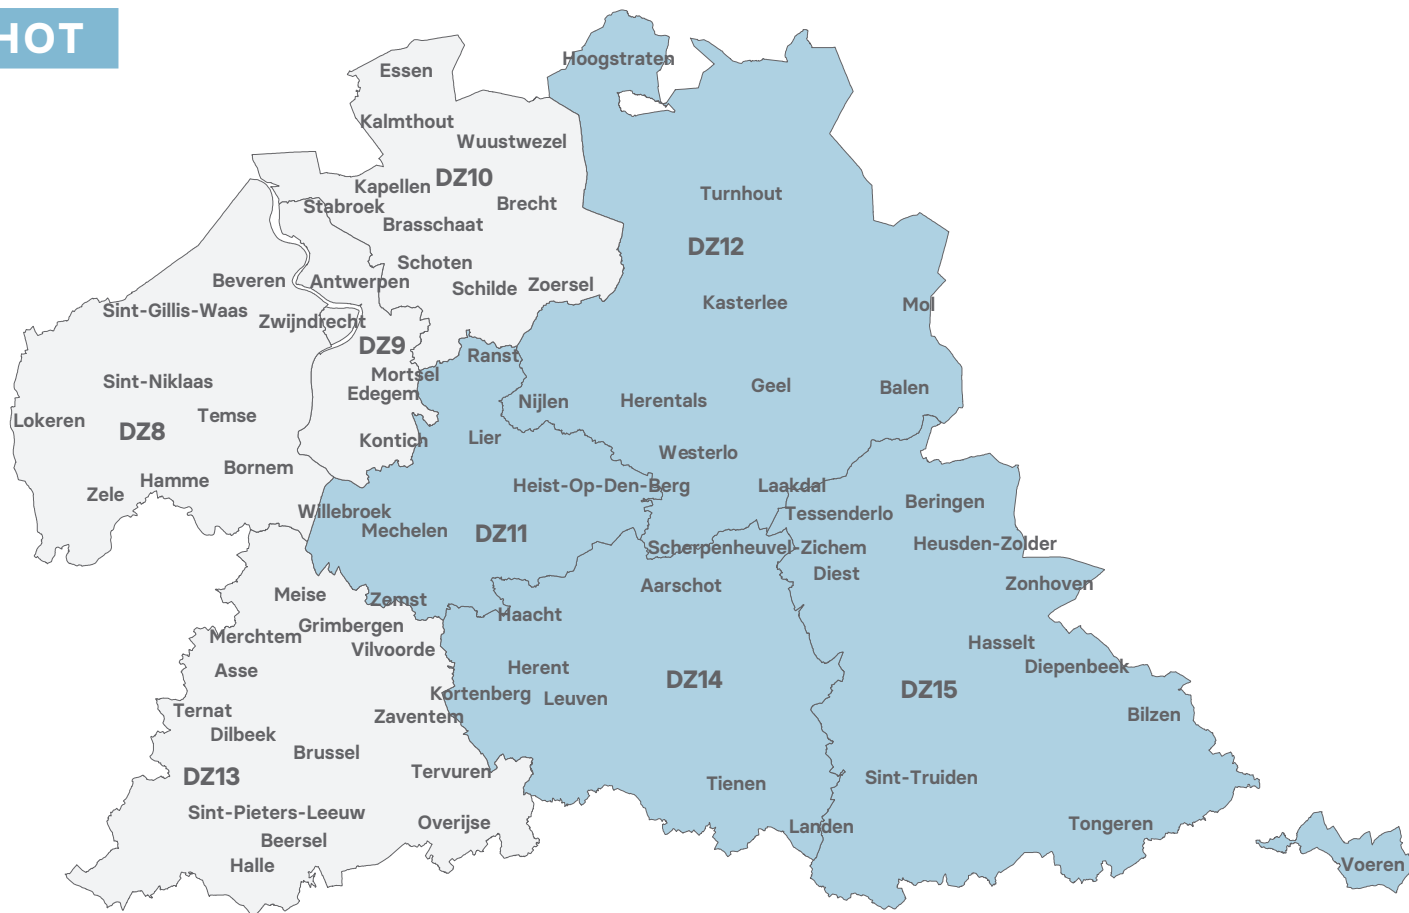 HOT
Hoogstraten
Essen
Kalmthout
Wuustwezel
DZ10
Kapellen
Turnhout
Stabroek
Brecht
Brasschaat
DZ12
Schoten
Beveren
Antwerpen
Schilde
Zoersel
Kasterlee
Mol
Sint-Gillis-Waas
Zwijndrecht
DZ9
Ranst
Mortsel
Sint-Niklaas
Edegem
Geel
Balen
Nijlen
Herentals
Temse
Lokeren
DZ8
Kontich
Lier
Westerlo
Bornem
Hamme
Zele
Heist-Op-Den-Berg
Laakdal
Beringen
Willebroek
Tessenderlo
Mechelen
DZ11
Scherpenheuvel-Zichem
Heusden-Zolder
Diest
Aarschot
Zonhoven
Meise
Zemst
Haacht
Grimbergen
Merchtem
Vilvoorde
Hasselt
Asse
Herent
Diepenbeek
DZ14
DZ15
Kortenberg
Leuven
Ternat
Zaventem
Bilzen
Dilbeek
Brussel
DZ13
Tervuren
Tienen
Sint-Truiden
Sint-Pieters-Leeuw
Overijse
Landen
Tongeren
Beersel
Halle
Voeren